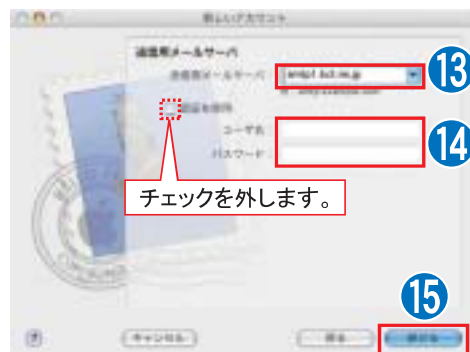 新しいアカウント
送信用メールサーバ
⑬
送信用メールサーバ:
認証を使用
ユーザ名:
⑭
パスワード:
チェックを外します。
⑮
?
キャンセル
戻る
続ける